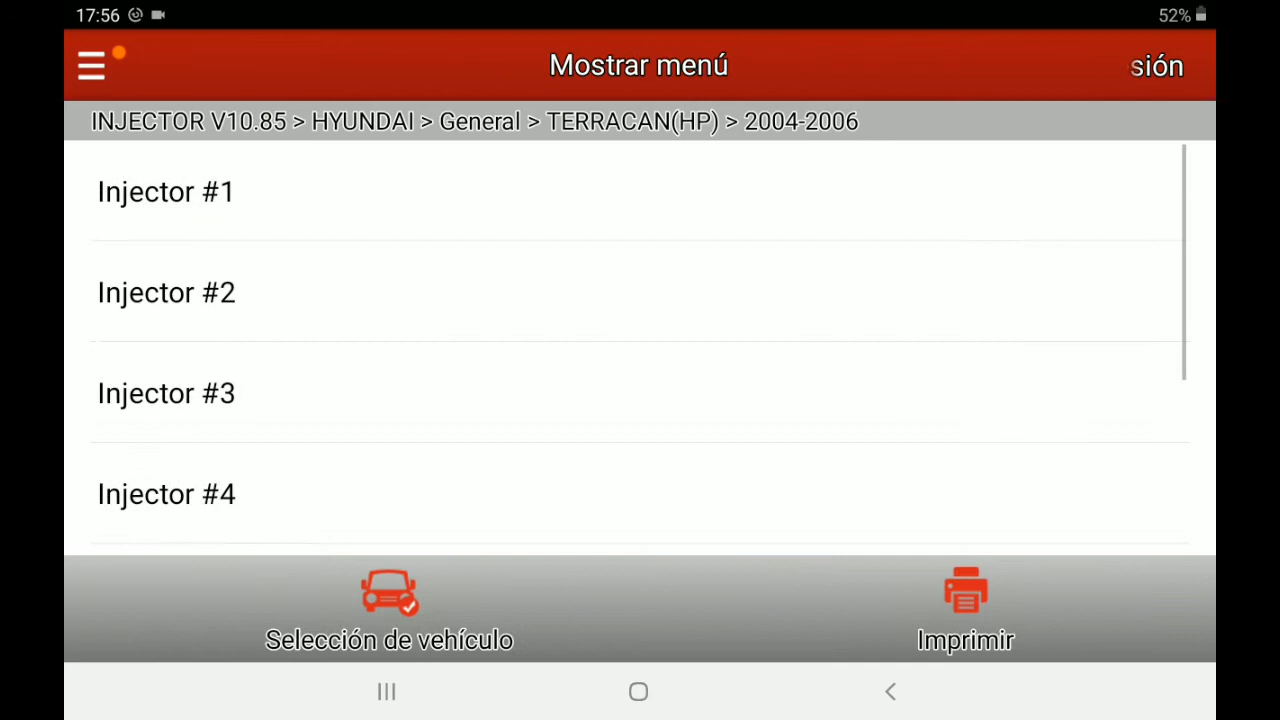 17:56
52%
Mostrar menú
sión
INJECTOR V10.85 > HYUNDAI > General > TERRACAN(HP) > 2004-2006
Injector #1
Injector #2
Injector #3
Injector #4
Selección de vehículo
Imprimir